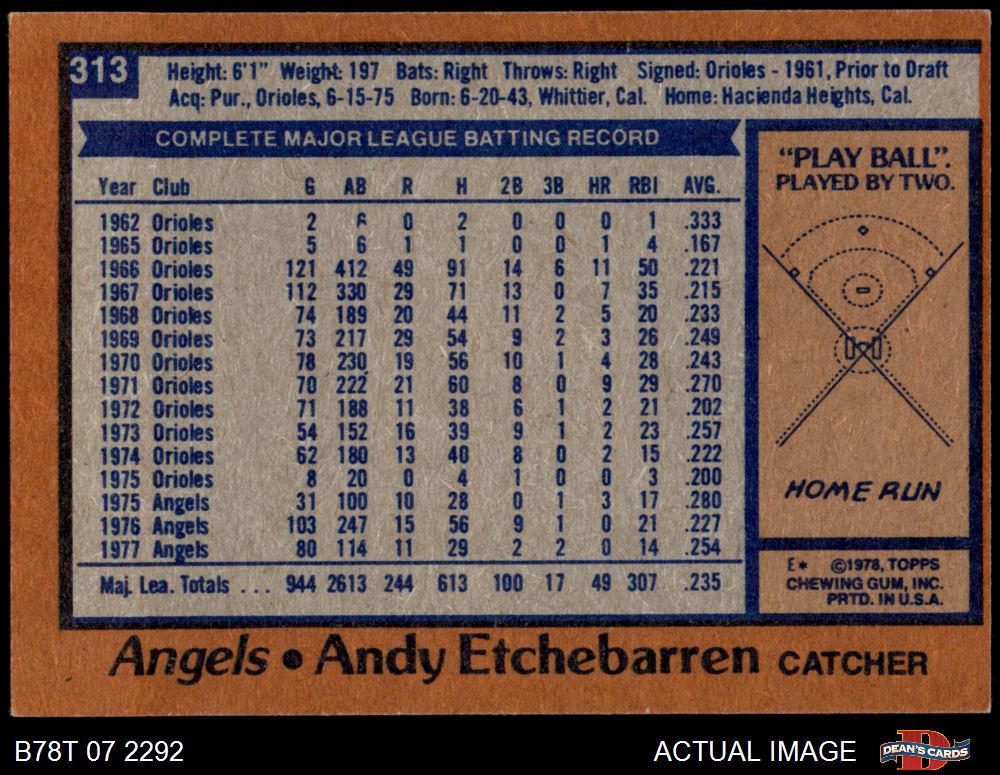 313
Height: 6'1" Weight: 197 Bats: Right Throws: Right Signed: Orioles - 1961, Prior to Draft
Acq: Pur., Orioles, 6-15-75 Born: 6-20-43, Whittier, Cal. Home: Hacienda Heights, Cal.
COMPLETE MAJOR LEAGUE BATTING RECORD
Year Club G AB R H 2B 3B HR RBI AVG.
1962 Orioles 2 6 0 2 0 0 0 1 .333
1965 Orioles 5 6 1 1 0 0 1 4 .167
1966 Orioles 121 412 49 91 14 6 11 50 .221
1967 Orioles 112 330 29 71 13 0 7 35 .215
1968 Orioles 74 189 20 44 11 2 5 20 .233
1969 Orioles 73 217 29 54 9 2 3 26 .249
1970 Orioles 78 230 19 56 10 1 4 28 .243
1971 Orioles 70 222 21 60 8 0 9 29 .270
1972 Orioles 71 188 11 38 6 1 2 21 .202
1973 Orioles 54 152 16 39 9 1 2 23 .257
1974 Orioles 62 180 13 40 8 0 2 15 .222
1975 Orioles 8 20 0 4 1 0 0 3 .200
1975 Angels 31 100 10 28 0 1 3 17 .280
1976 Angels 103 247 15 56 9 1 0 21 .227
1977 Angels 80 114 11 29 2 2 0 14 .254
Maj. Lea. Totals ... 944 2613 244 613 100 17 49 307 .235
"PLAY BALL".
PLAYED BY TWO.
HOME RUN
E* ©1978, TOPPS
CHEWING GUM, INC.
PRTD. IN U.S.A.
Angels • Andy Etchebarren CATCHER
B78T 07 2292 ACTUAL IMAGE
DEAN'S CARDS